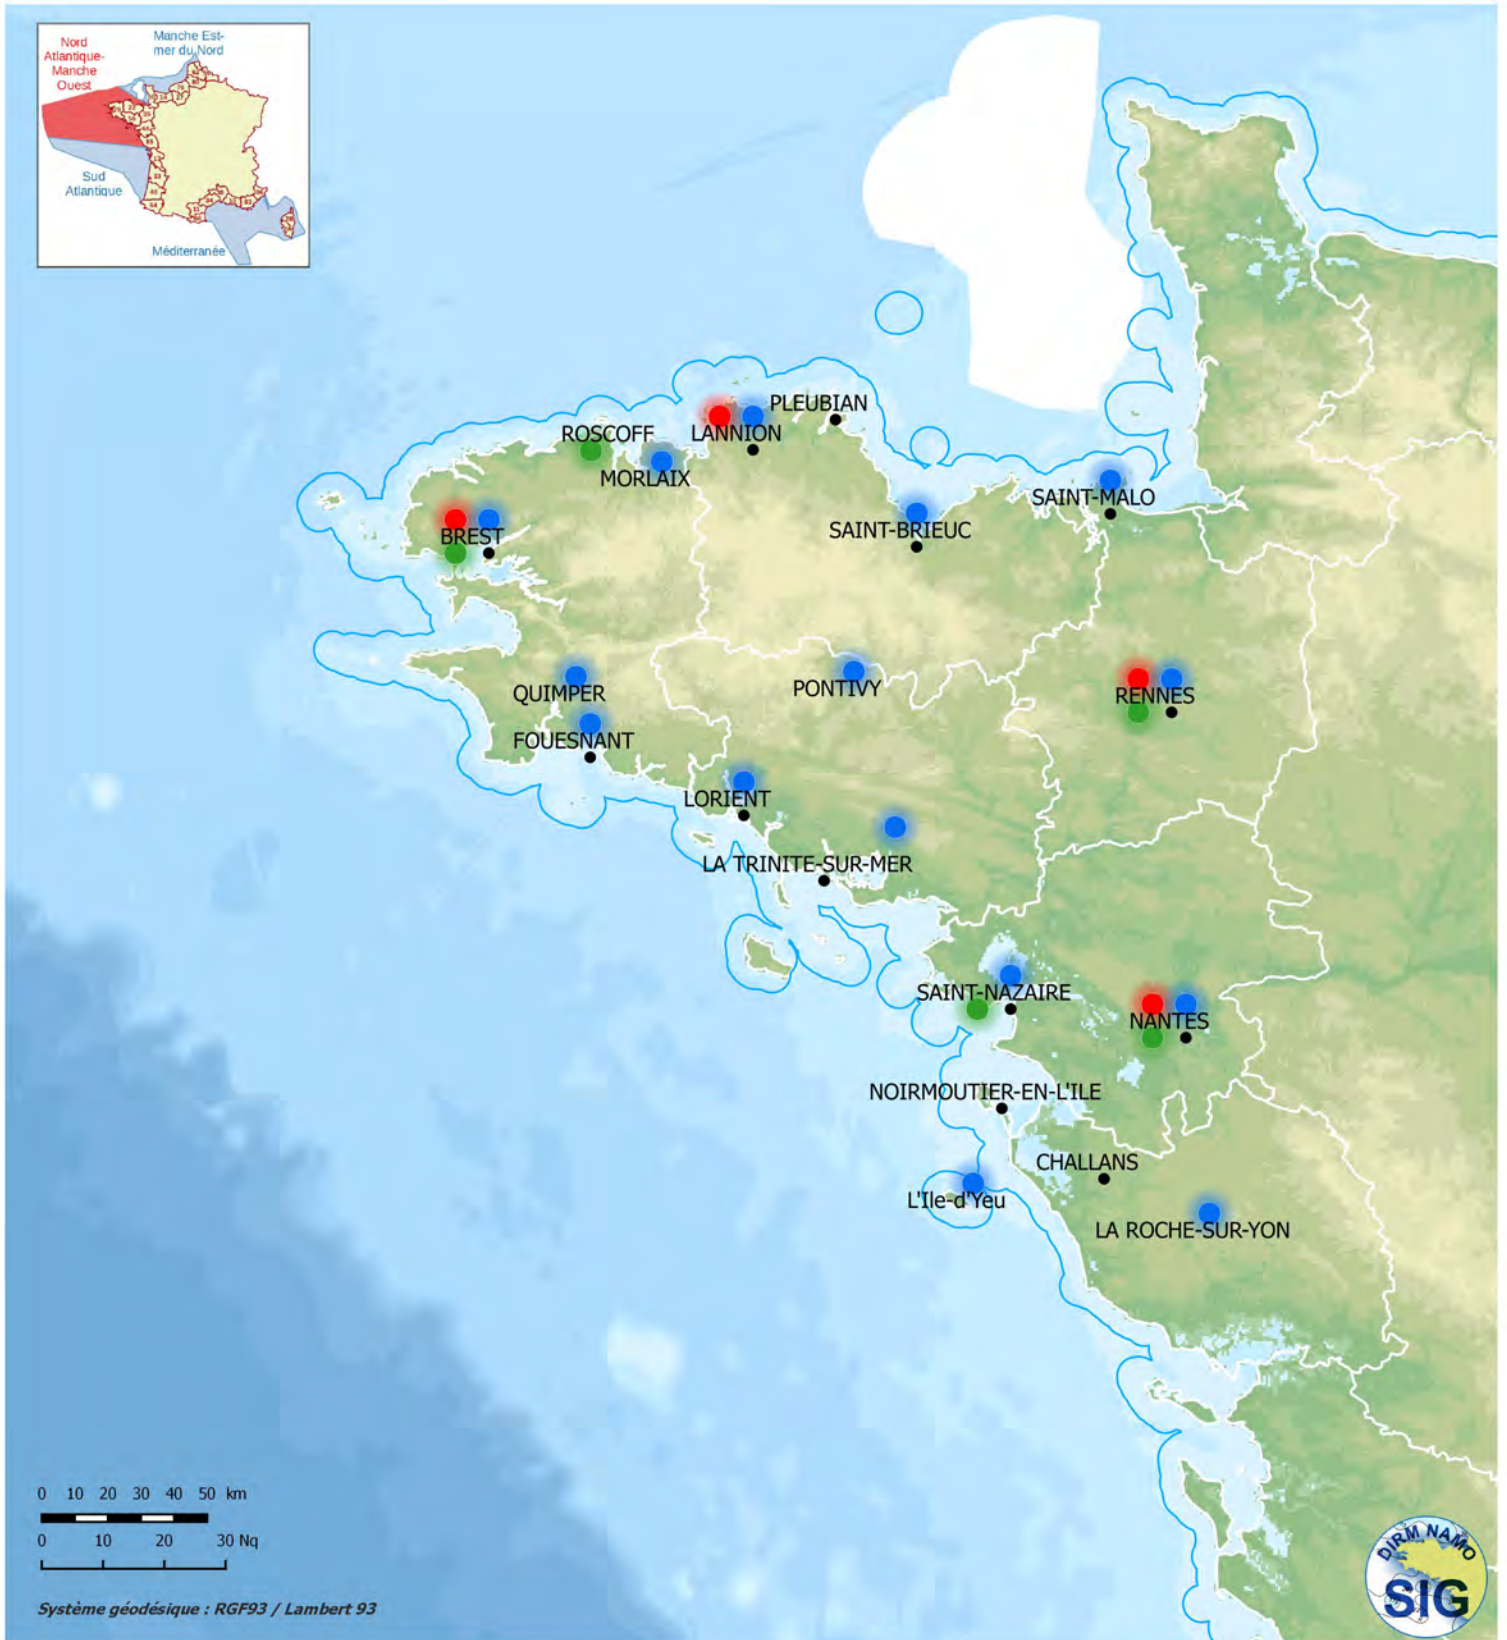 Nord
Atlantique-
Manche
Ouest
Manche Est-
mer du Nord
Sud
Atlantique
Méditerranée
PLEUBIAN
ROSCOFF
LANNION
MORLAIX
SAINT-MALO
BREST
SAINT-BRIEUC
QUIMPER
PONTIVY
RENNES
FOUESNANT
LORIENT
LA TRINITE-SUR-MER
SAINT-NAZAIRE
NANTES
NOIRMOUTIER-EN-L'ILE
CHALLANS
L'Ile-d'Yeu
LA ROCHE-SUR-YON
0 10 20 30 40 50 km
0 10 20 30 Nq
Système géodésique : RGF93 / Lambert 93
DIRM NAMO
SIG